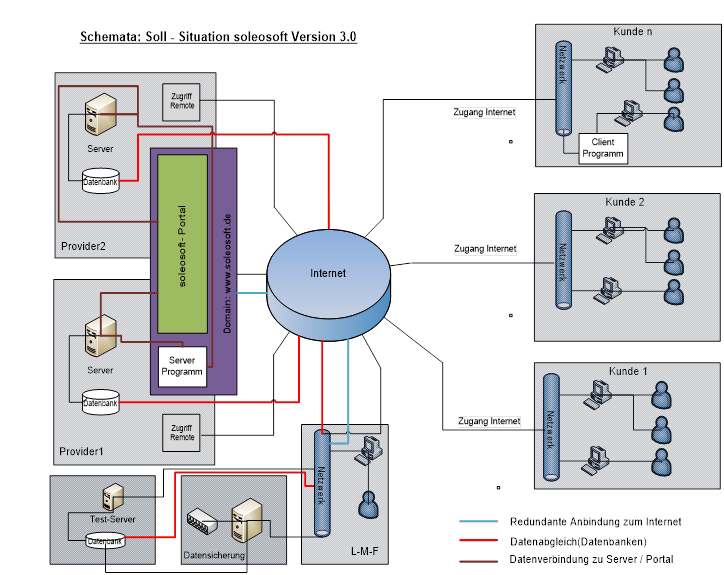 Schemata: Soll - Situation soleosoft Version 3.0
Kunde n
Netzwerk
Zugang Internet
Client
Programm
Zugriff
Remote
Server
Datenbank
Provider2
soleosoft- Portal
Domain: www.soleosoft.de
Server
Programm
Internet
Kunde 2
Netzwerk
Zugang Internet
Server
Datenbank
Zugriff
Remote
Provider1
Kunde 1
Netzwerk
Zugang Internet
Test-Server
Datenbank
Datensicherung
Netzwerk
L-M-F
Redundante Anbindung zum Internet
Datenabgleich(Datenbanken)
Datenverbindung zu Server / Portal